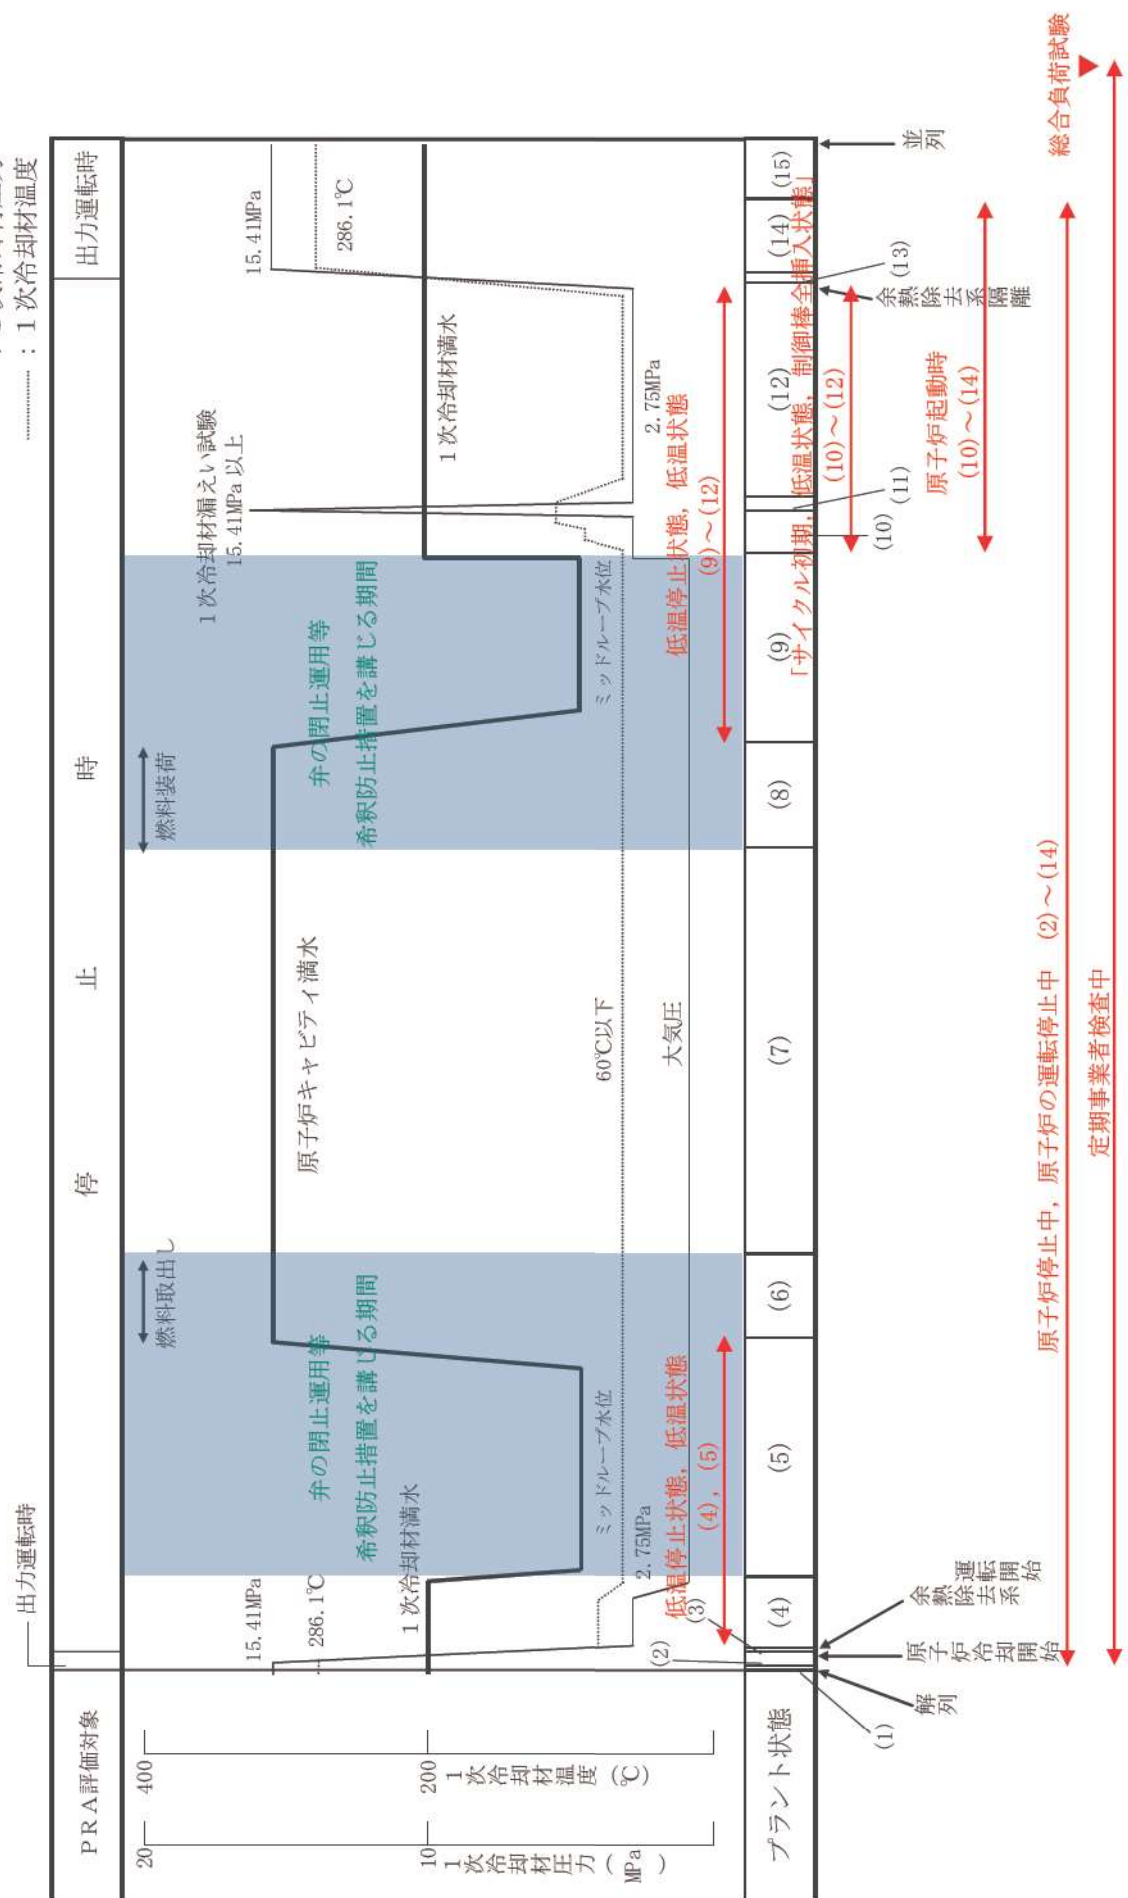 ：1次冷却材温度
出力運転時
PRA評価対象
停止時
出力運転時
20
10
1次冷却材圧力（MPa）
400
200
1次冷却材温度（℃）
15.41MPa
286.1℃
1次冷却材満水
弁の閉止運用等
希釈防止措置を講じる期間
燃料取出し
ミッドループ水位
2.75MPa
低温停止状態，低温状態
(4)，(5)
原子炉キャビティ満水
60℃以下
大気圧
燃料装荷
弁の閉止運用等
希釈防止措置を講じる期間
ミッドループ水位
1次冷却材漏えい試験
15.41MPa以上
1次冷却材満水
2.75MPa
低温停止状態，低温状態
(9)～(12)
15.41MPa
286.1℃
プラント状態
(1)
(2)
(3)
(4)
(5)
(6)
(7)
(8)
(9)
(10)
(11)
(12)
(13)
(14)
(15)
「サイクル初期，低温状態，制御棒全挿入状態」
(10)～(12)
解列
原子炉冷却開始
余熱除去系運転開始
余熱除去系隔離
並列
原子炉起動時
(10)～(14)
原子炉停止中，原子炉の運転停止中　(2)～(14)
総合負荷試験
定期事業者検査中